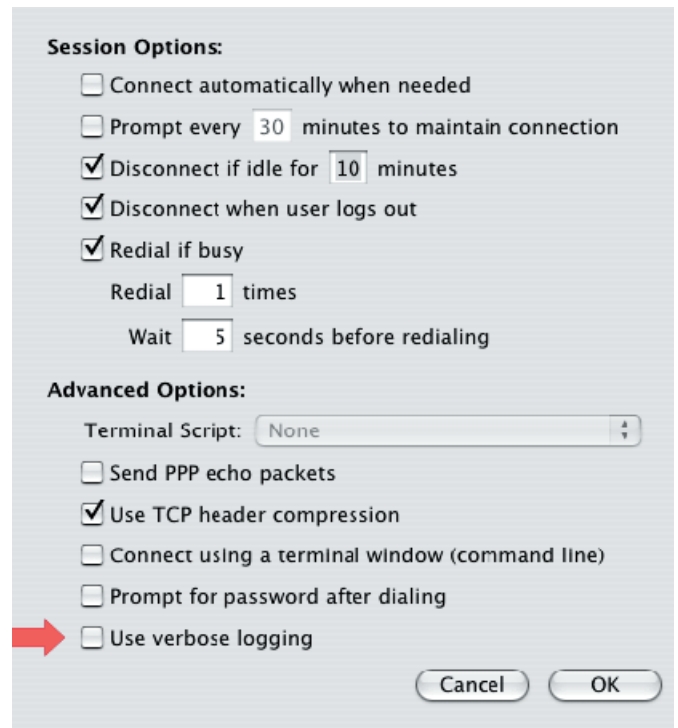 Session Options:
Connect automatically when needed
Prompt every 30 minutes to maintain connection
Disconnect if idle for 10 minutes
Disconnect when user logs out
Redial if busy
Redial 1 times
Wait 5 seconds before redialing
Advanced Options:
Terminal Script: None
Send PPP echo packets
Use TCP header compression
Connect using a terminal window (command line)
Prompt for password after dialing
Use verbose logging
Cancel OK